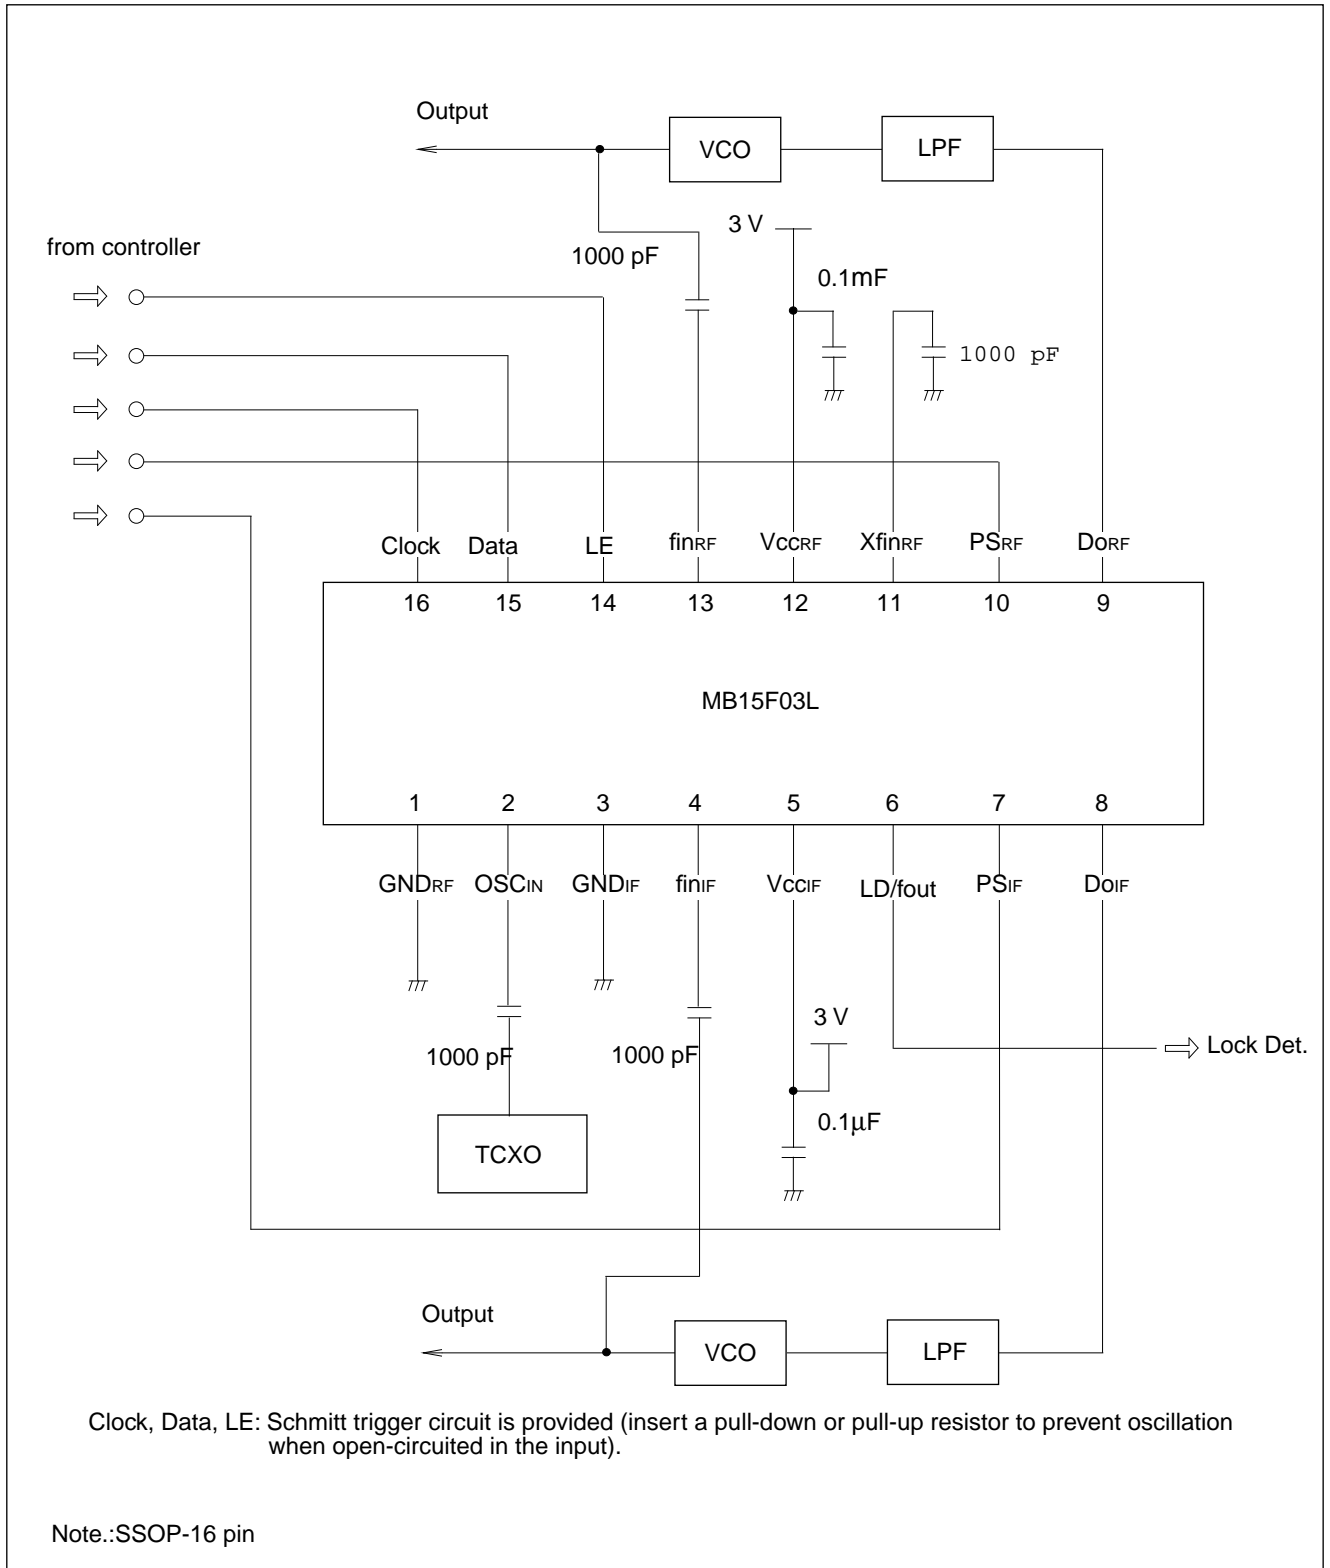 Output
VCO
LPF
3 V
from controller
1000 pF
0.1mF
1000 pF
Clock Data LE finRF VccRF XfinRF PSRF DoRF
16 15 14 13 12 11 10 9
MB15F03L
1 2 3 4 5 6 7 8
GNDRF OSCIN GNDIF finIF VccIF LD/fout PSIF DoIF
3 V
1000 pF
1000 pF
Lock Det.
0.1μF
TCXO
Output
VCO
LPF
Clock, Data, LE: Schmitt trigger circuit is provided (insert a pull-down or pull-up resistor to prevent oscillation
when open-circuited in the input).
Note.:SSOP-16 pin